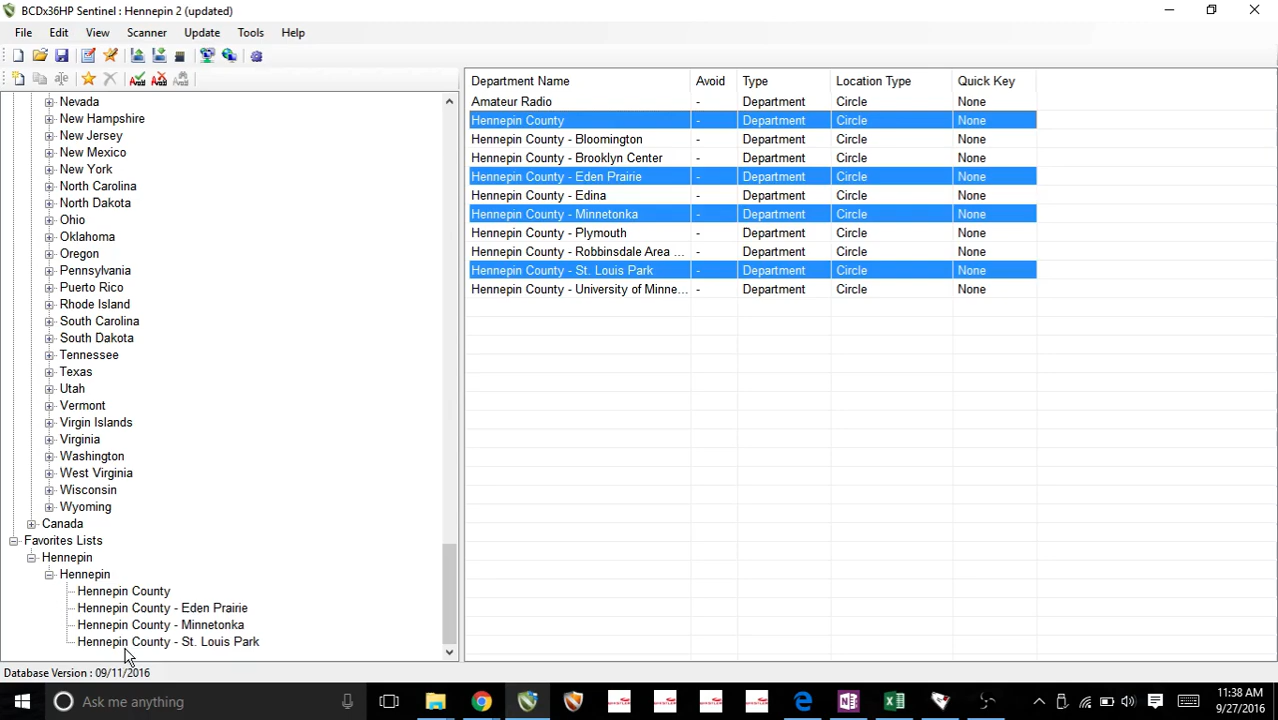 BCDx36HP Sentinel : Hennepin 2 (updated)
File Edit View Scanner Update Tools Help
Nevada
New Hampshire
New Jersey
New Mexico
New York
North Carolina
North Dakota
Ohio
Oklahoma
Oregon
Pennsylvania
Puerto Rico
Rhode Island
South Carolina
South Dakota
Tennessee
Texas
Utah
Vermont
Virgin Islands
Virginia
Washington
West Virginia
Wisconsin
Wyoming
Canada
Favorites Lists
Hennepin
Hennepin
Hennepin County
Hennepin County - Eden Prairie
Hennepin County - Minnetonka
Hennepin County - St. Louis Park
Department Name Avoid Type Location Type Quick Key
Amateur Radio - Department Circle None
Hennepin County - Department Circle None
Hennepin County - Bloomington - Department Circle None
Hennepin County - Brooklyn Center - Department Circle None
Hennepin County - Eden Prairie - Department Circle None
Hennepin County - Edina - Department Circle None
Hennepin County - Minnetonka - Department Circle None
Hennepin County - Plymouth - Department Circle None
Hennepin County - Robbinsdale Area ... - Department Circle None
Hennepin County - St. Louis Park - Department Circle None
Hennepin County - University of Minne... - Department Circle None
Database Version : 09/11/2016
Ask me anything
11:38 AM
9/27/2016